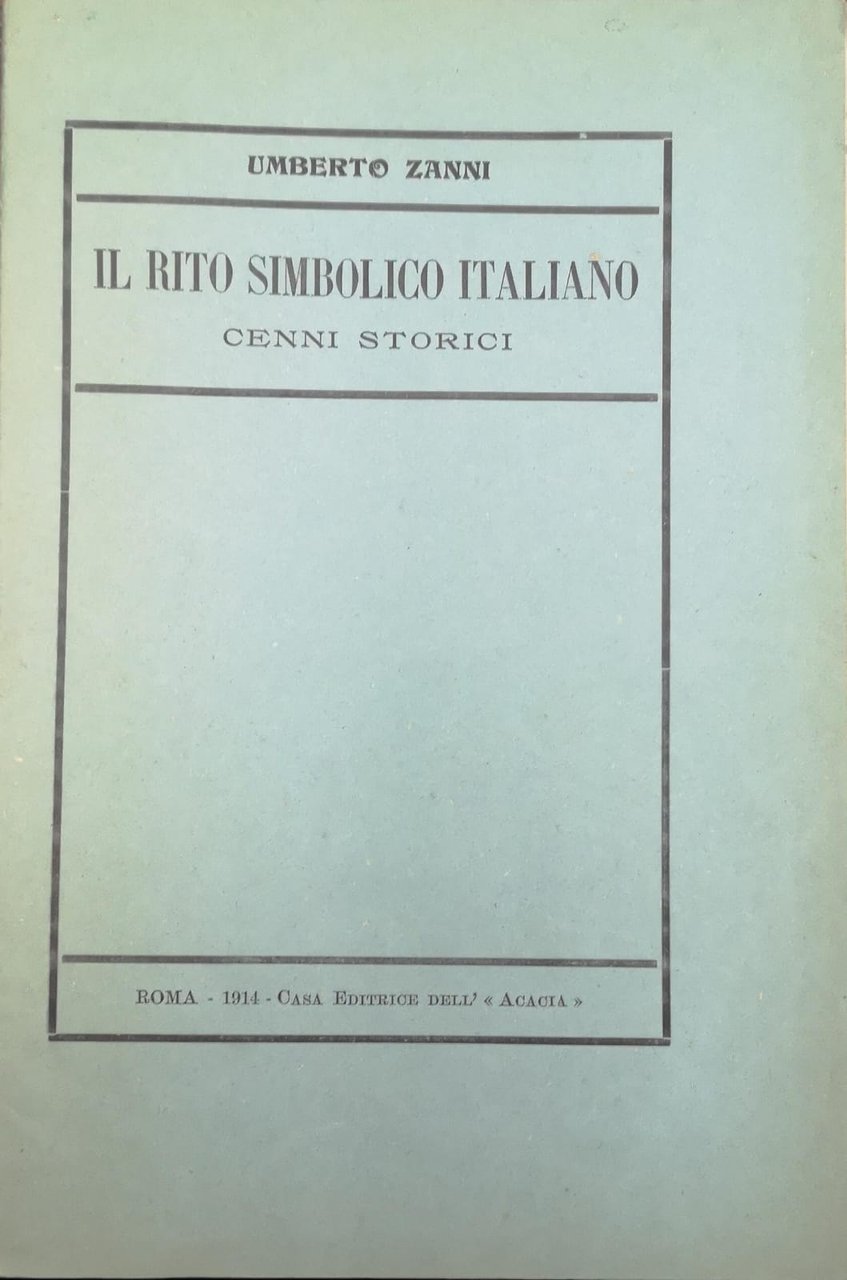 UMBERTO ZANNI
IL RITO SIMBOLICO ITALIANO
CENNI STORICI
ROMA - 1914 - CASA EDITRICE DELL' « ACACIA »